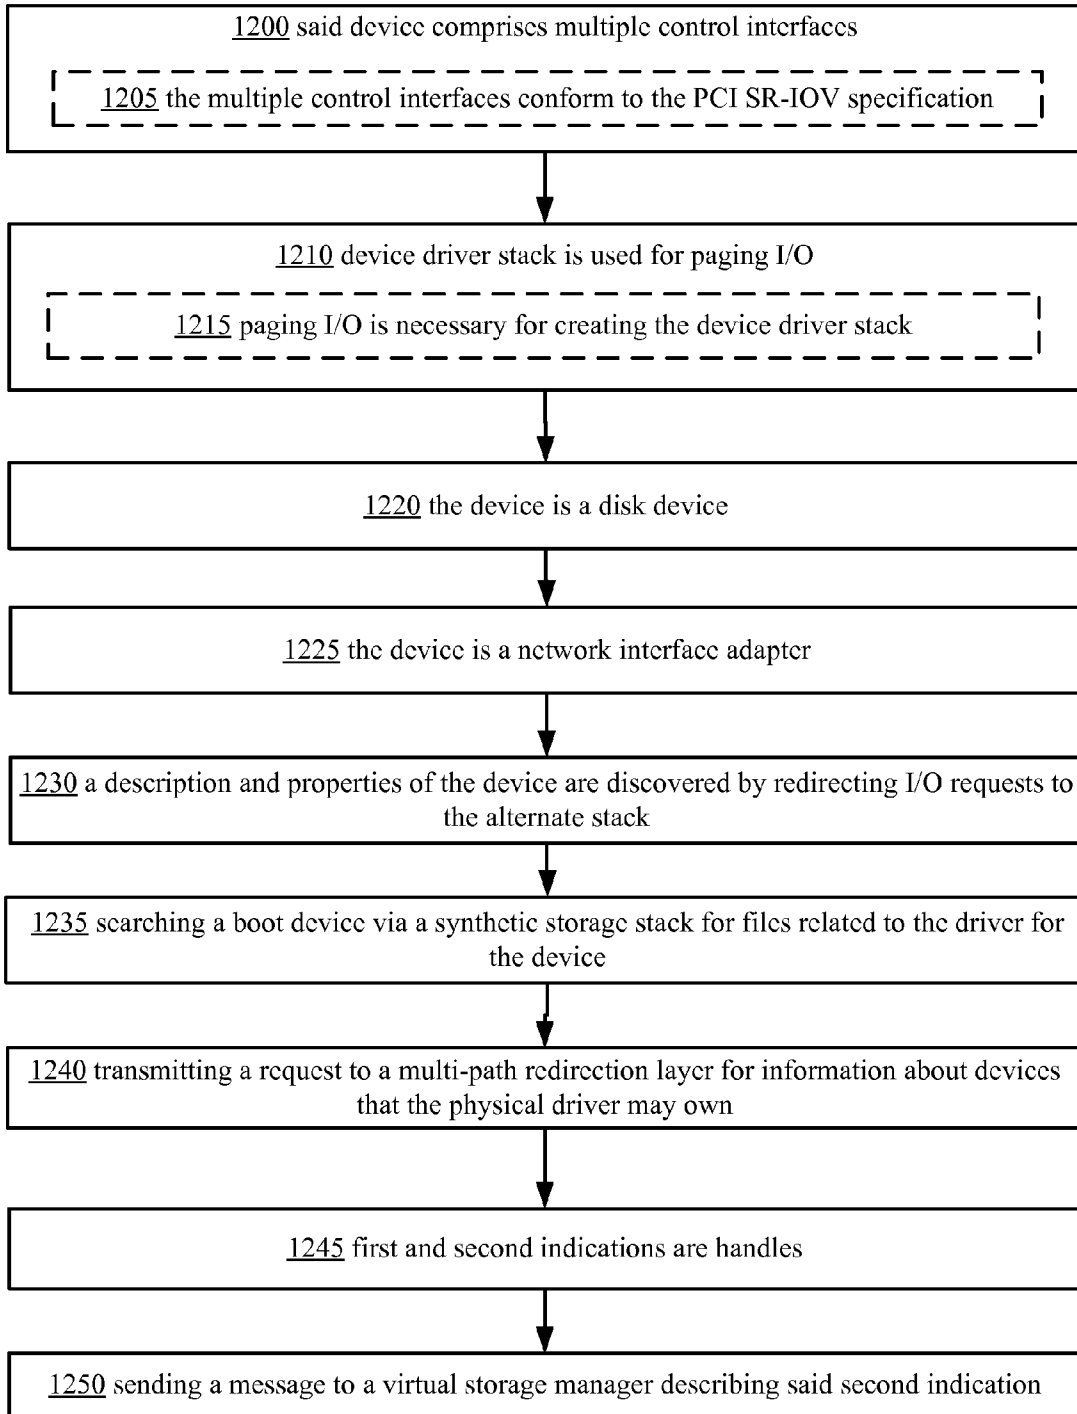 1200 said device comprises multiple control interfaces
1205 the multiple control interfaces conform to the PCI SR-IOV specification
1210 device driver stack is used for paging I/O
1215 paging I/O is necessary for creating the device driver stack
1220 the device is a disk device
1225 the device is a network interface adapter
1230 a description and properties of the device are discovered by redirecting I/O requests to
the alternate stack
1235 searching a boot device via a synthetic storage stack for files related to the driver for
the device
1240 transmitting a request to a multi-path redirection layer for information about devices
that the physical driver may own
1245 first and second indications are handles
1250 sending a message to a virtual storage manager describing said second indication